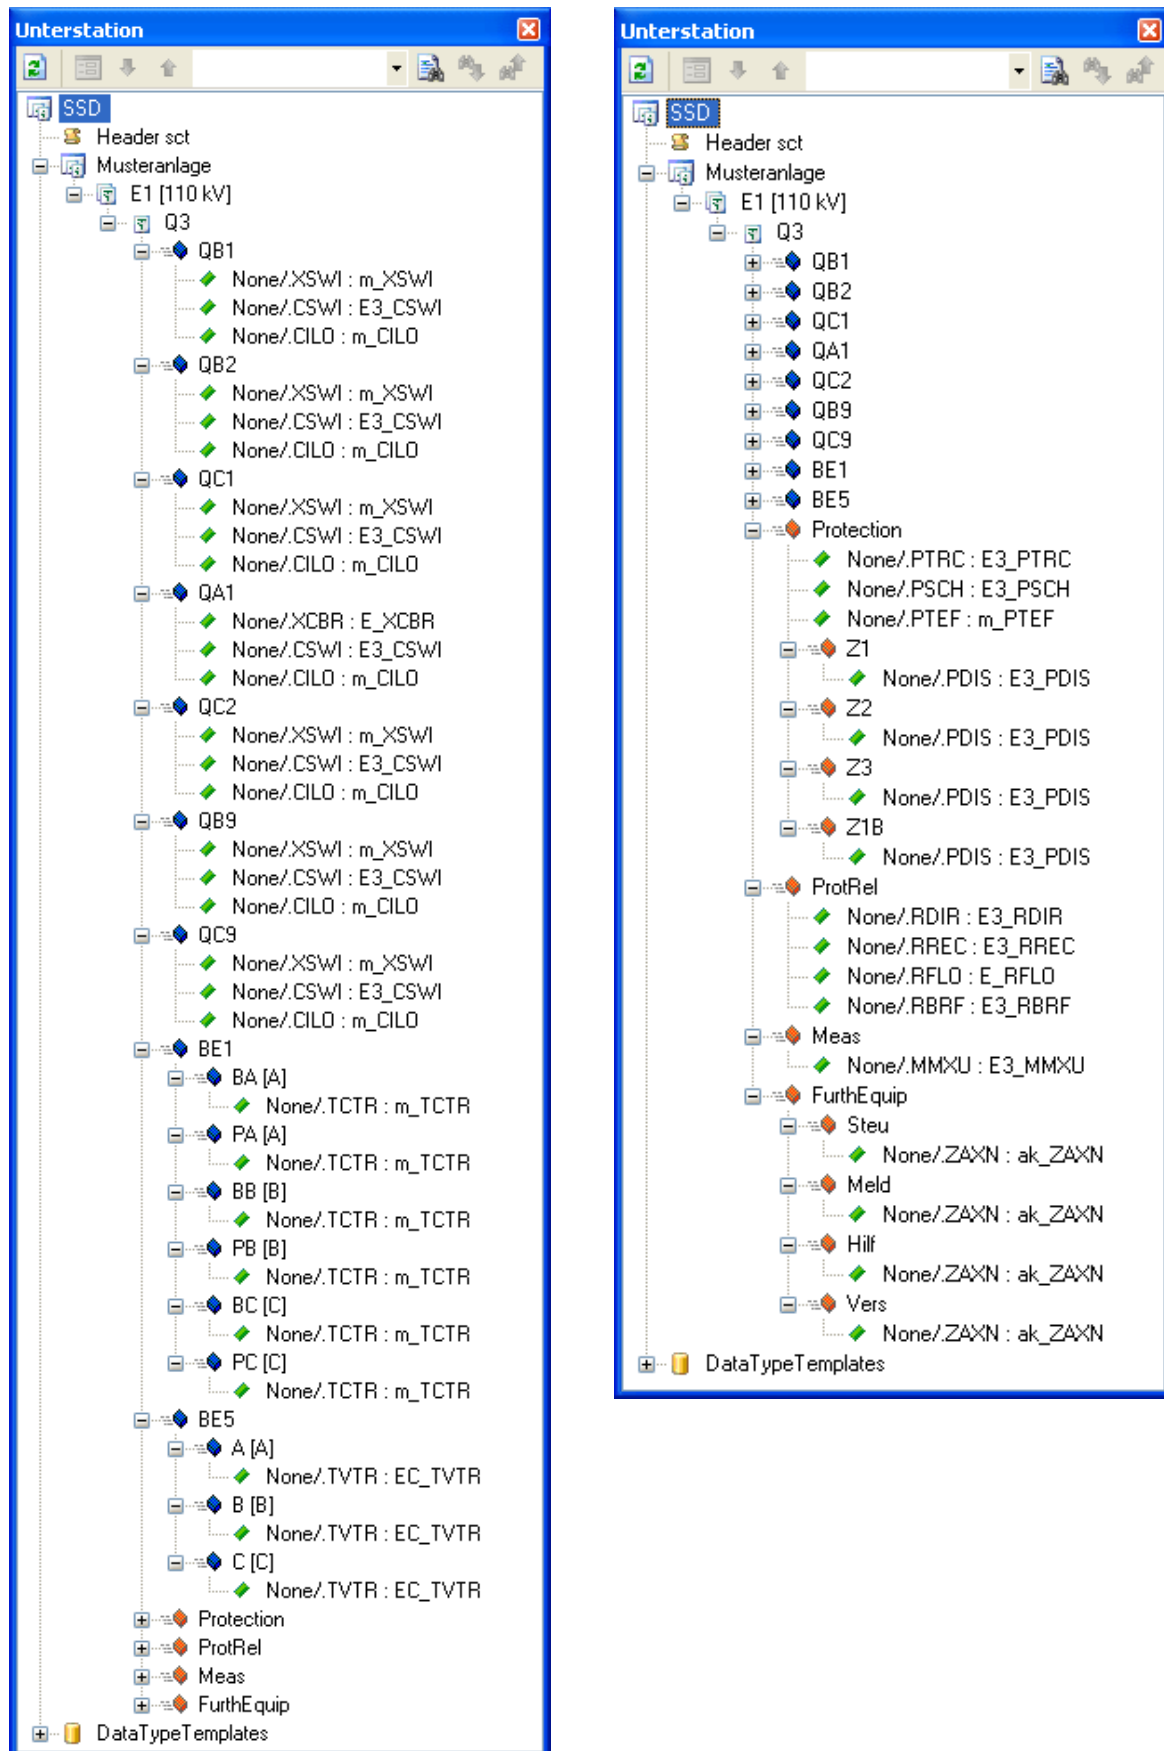 Unterstation
SSD
Header sct
Musteranlage
E1 [110 kV]
Q3
QB1
None/.XSWI : m_XSWI
None/.CSWI : E3_CSWI
None/.CILO : m_CILO
QB2
None/.XSWI : m_XSWI
None/.CSWI : E3_CSWI
None/.CILO : m_CILO
QC1
None/.XSWI : m_XSWI
None/.CSWI : E3_CSWI
None/.CILO : m_CILO
QA1
None/.XCBR : E_XCBR
None/.CSWI : E3_CSWI
None/.CILO : m_CILO
QC2
None/.XSWI : m_XSWI
None/.CSWI : E3_CSWI
None/.CILO : m_CILO
QB9
None/.XSWI : m_XSWI
None/.CSWI : E3_CSWI
None/.CILO : m_CILO
QC9
None/.XSWI : m_XSWI
None/.CSWI : E3_CSWI
None/.CILO : m_CILO
BE1
BA [A]
None/.TCTR : m_TCTR
PA [A]
None/.TCTR : m_TCTR
BB [B]
None/.TCTR : m_TCTR
PB [B]
None/.TCTR : m_TCTR
BC [C]
None/.TCTR : m_TCTR
PC [C]
None/.TCTR : m_TCTR
BE5
A [A]
None/.TVTR : EC_TVTR
B [B]
None/.TVTR : EC_TVTR
C [C]
None/.TVTR : EC_TVTR
Protection
ProtRel
Meas
FurthEquip
DataTypeTemplates
Unterstation
SSD
Header sct
Musteranlage
E1 [110 kV]
Q3
QB1
QB2
QC1
QA1
QC2
QB9
QC9
BE1
BE5
Protection
None/.PTRC : E3_PTRC
None/.PSCH : E3_PSCH
None/.PTEF : m_PTEF
Z1
None/.PDIS : E3_PDIS
Z2
None/.PDIS : E3_PDIS
Z3
None/.PDIS : E3_PDIS
Z1B
None/.PDIS : E3_PDIS
ProtRel
None/.RDIR : E3_RDIR
None/.RREC : E3_RREC
None/.RFLO : E_RFLO
None/.RBRF : E3_RBRF
Meas
None/.MMXU : E3_MMXU
FurthEquip
Steu
None/.ZAXN : ak_ZAXN
Meld
None/.ZAXN : ak_ZAXN
Hilf
None/.ZAXN : ak_ZAXN
Vers
None/.ZAXN : ak_ZAXN
DataTypeTemplates